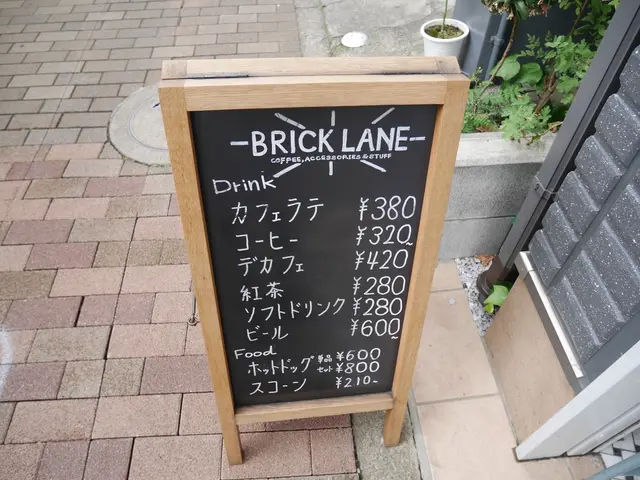 BRICK LANE
COFFEE, ACCESSORIES & STUFF
Drink
カフェラテ ¥380
コーヒー ¥320~
デカフェ ¥420
紅茶 ¥280
ソフトドリンク ¥280
ビール ¥600~
Food
ホットドッグ 単品 ¥600
セット ¥800
スコーン ¥210~